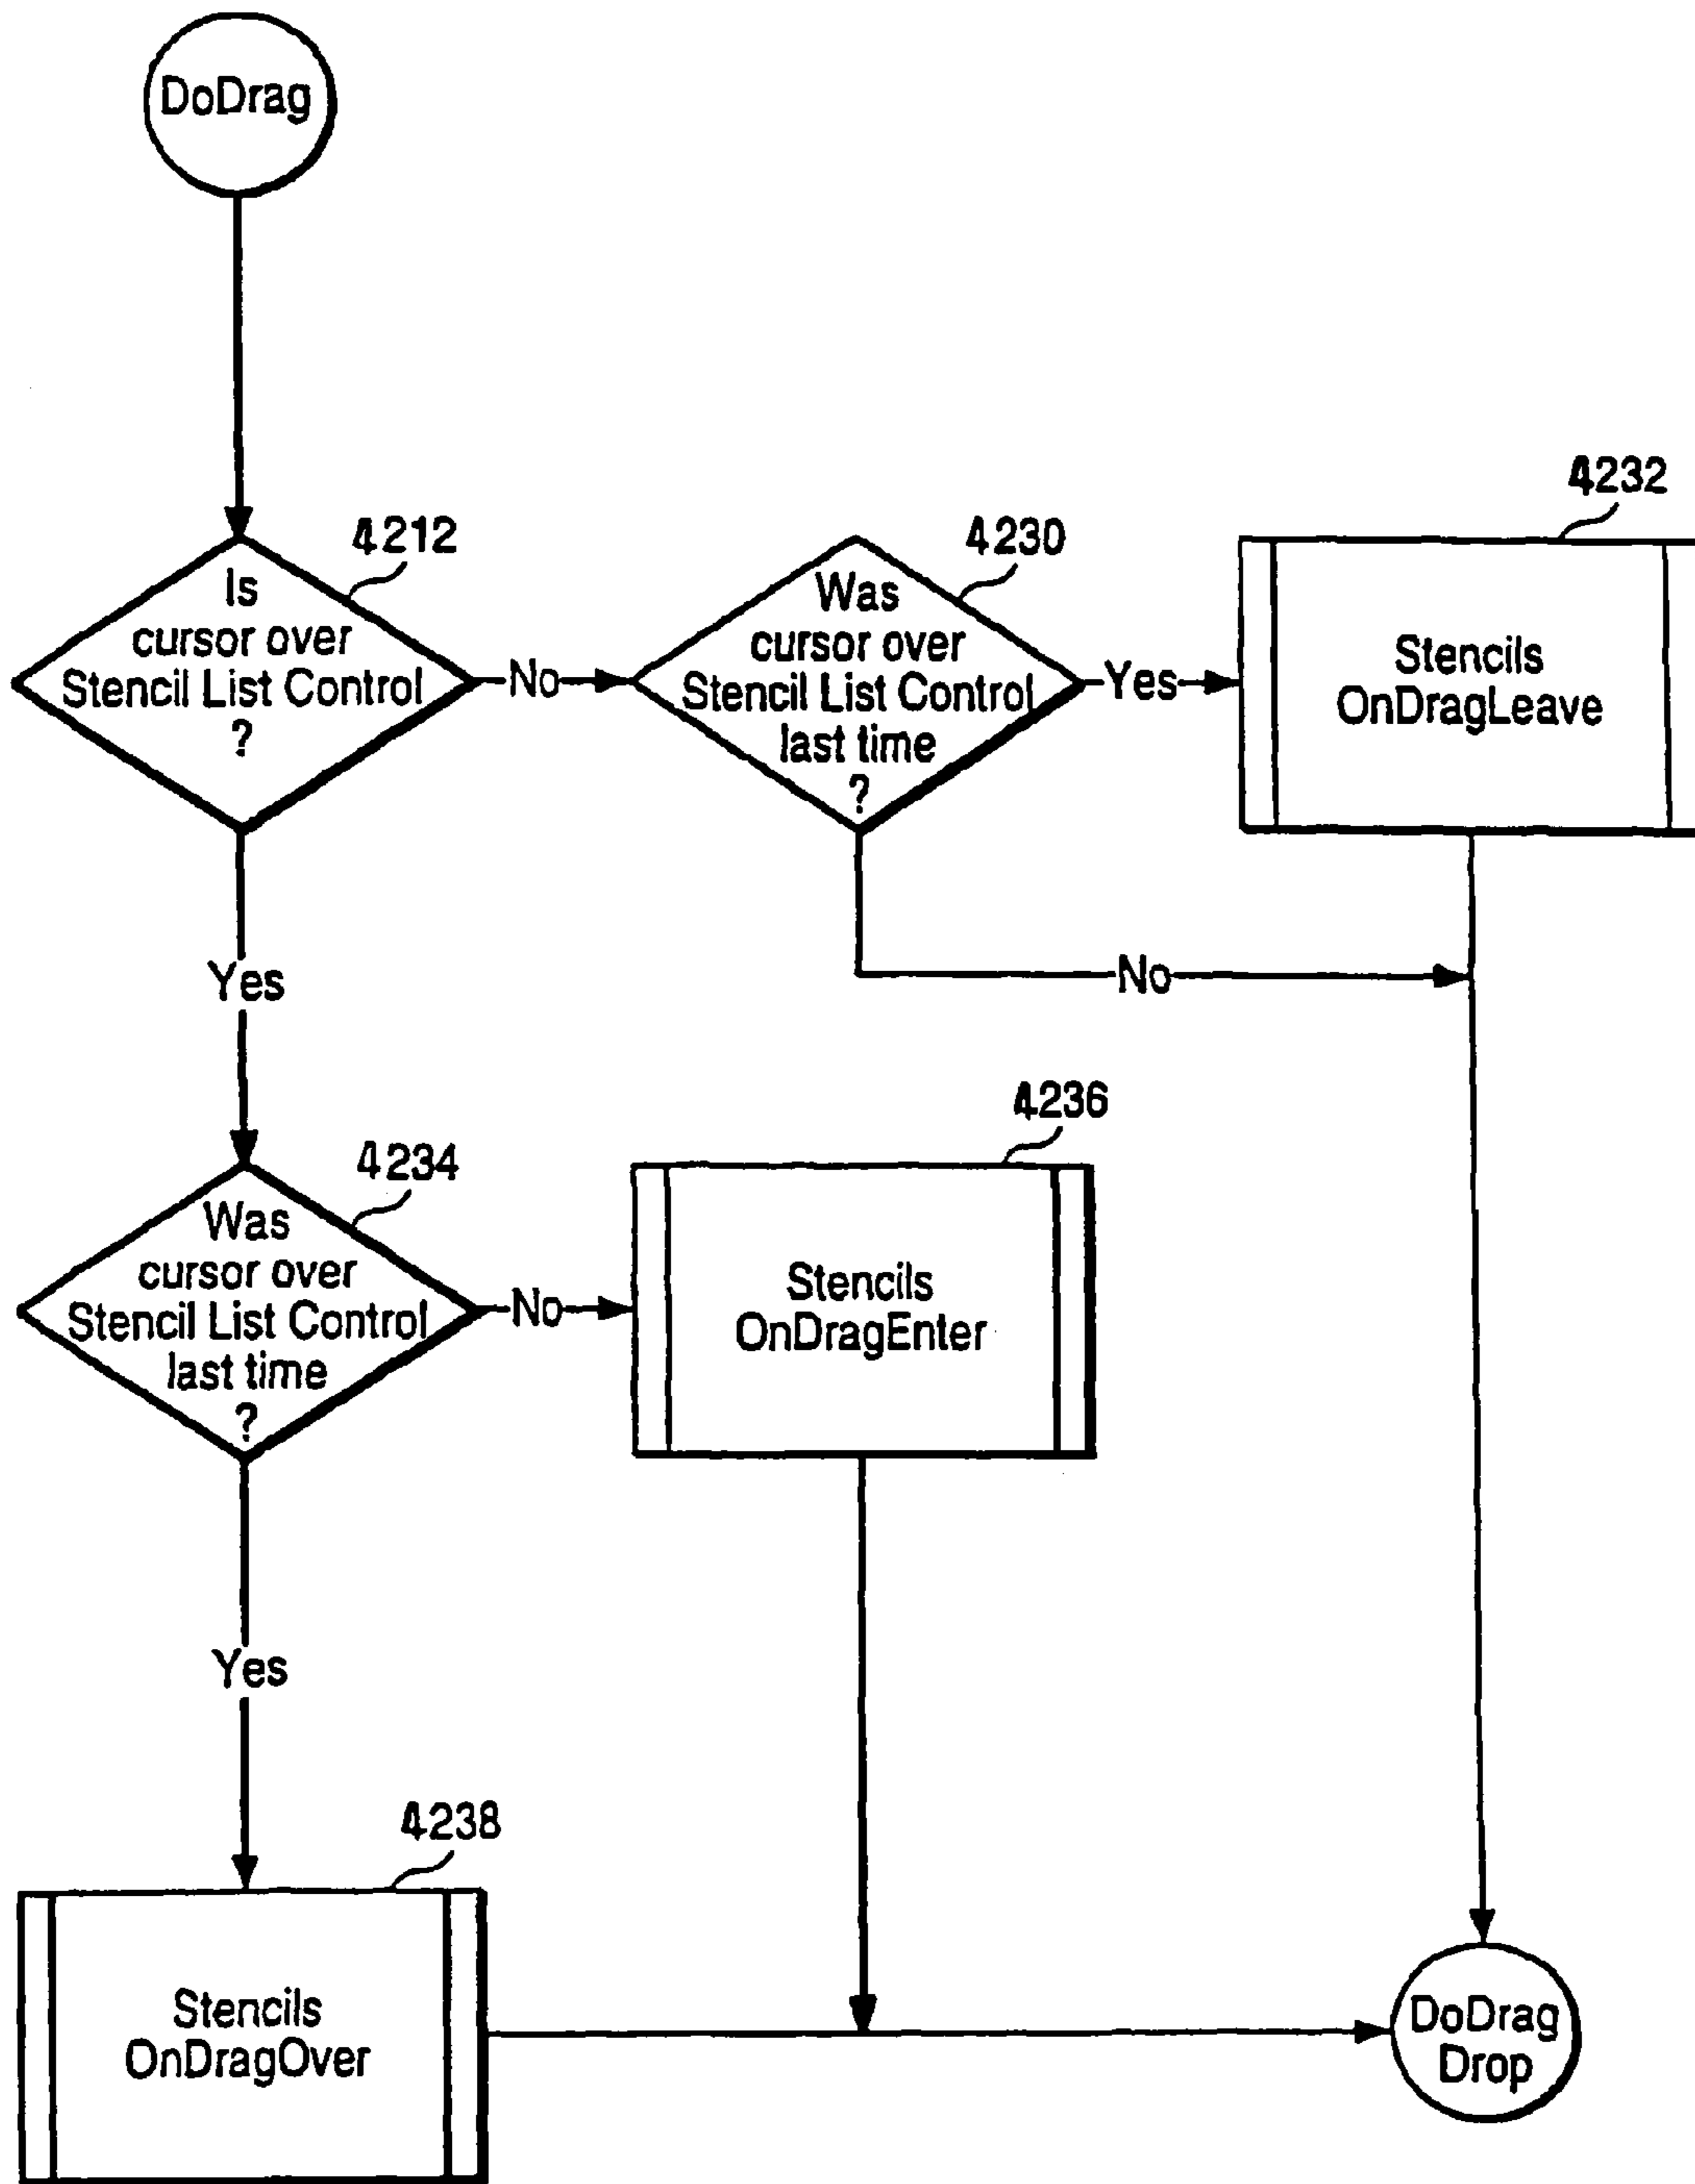 DoDrag
4212
Is
cursor over
Stencil List Control
?
No
4230
Was
cursor over
Stencil List Control
last time
?
Yes
4232
Stencils
OnDragLeave
Yes
No
4234
Was
cursor over
Stencil List Control
last time
?
No
4236
Stencils
OnDragEnter
Yes
4238
Stencils
OnDragOver
DoDrag
Drop